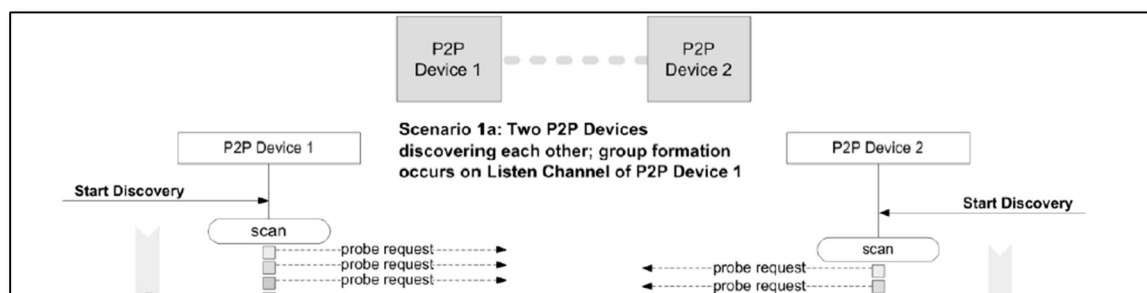 P2P
Device 1
P2P
Device 2
Scenario 1a: Two P2P Devices
discovering each other; group formation
occurs on Listen Channel of P2P Device 1
P2P Device 1
P2P Device 2
Start Discovery
Start Discovery
scan
scan
probe request
probe request
probe request
probe request
probe request